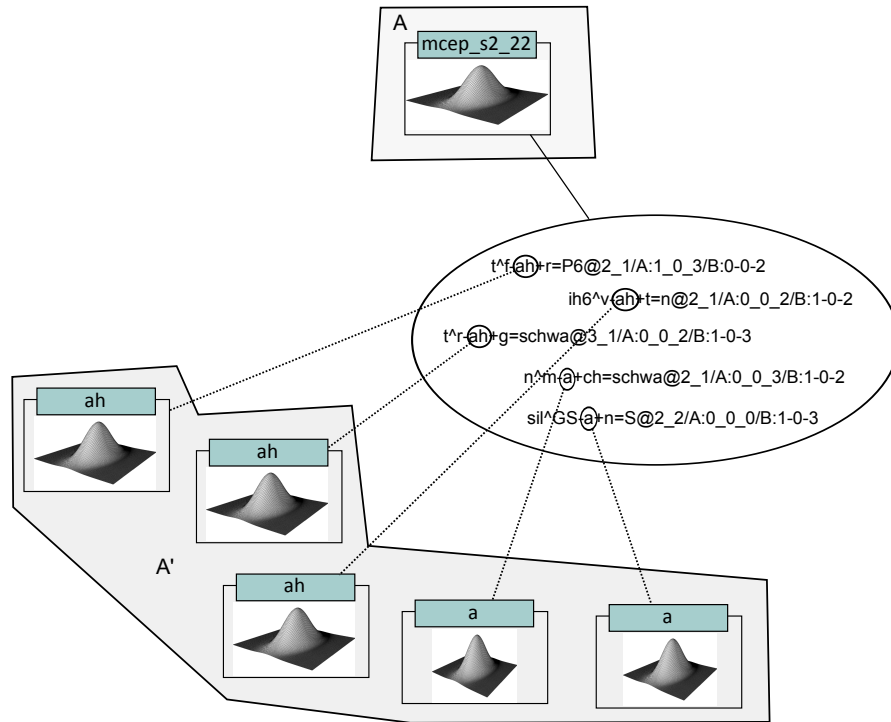 A
mcep_s2_22
t^f-ah+r=P6@2_1/A:1_0_3/B:0-0-2
ih6^v-ah+t=n@2_1/A:0_0_2/B:1-0-2
t^r-ah+g=schwa@3_1/A:0_0_2/B:1-0-3
n^m-a+ch=schwa@2_1/A:0_0_3/B:1-0-2
sil^GS-a+n=S@2_2/A:0_0_0/B:1-0-3
ah
ah
A'
ah
a
a